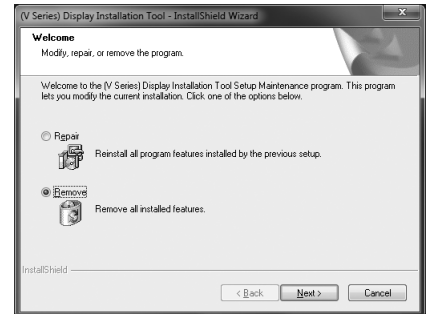 (V Series) Display Installation Tool - InstallShield Wizard
Welcome
Modify, repair, or remove the program.
Welcome to the (V Series) Display Installation Tool Setup Maintenance program. This program
lets you modify the current installation. Click one of the options below.
Repair
Reinstall all program features installed by the previous setup.
Remove
Remove all installed features.
InstallShield
< Back Next > Cancel